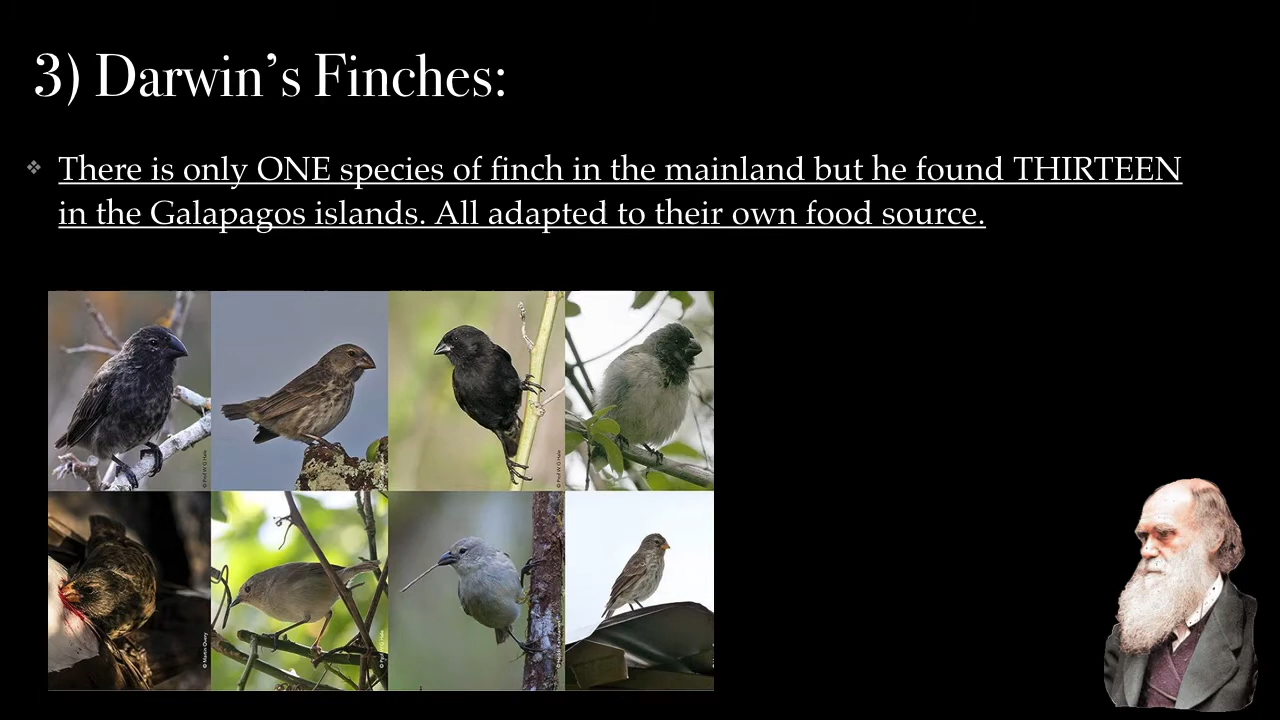 3) Darwin’s Finches:
❖ There is only ONE species of finch in the mainland but he found THIRTEEN
in the Galapagos islands. All adapted to their own food source.